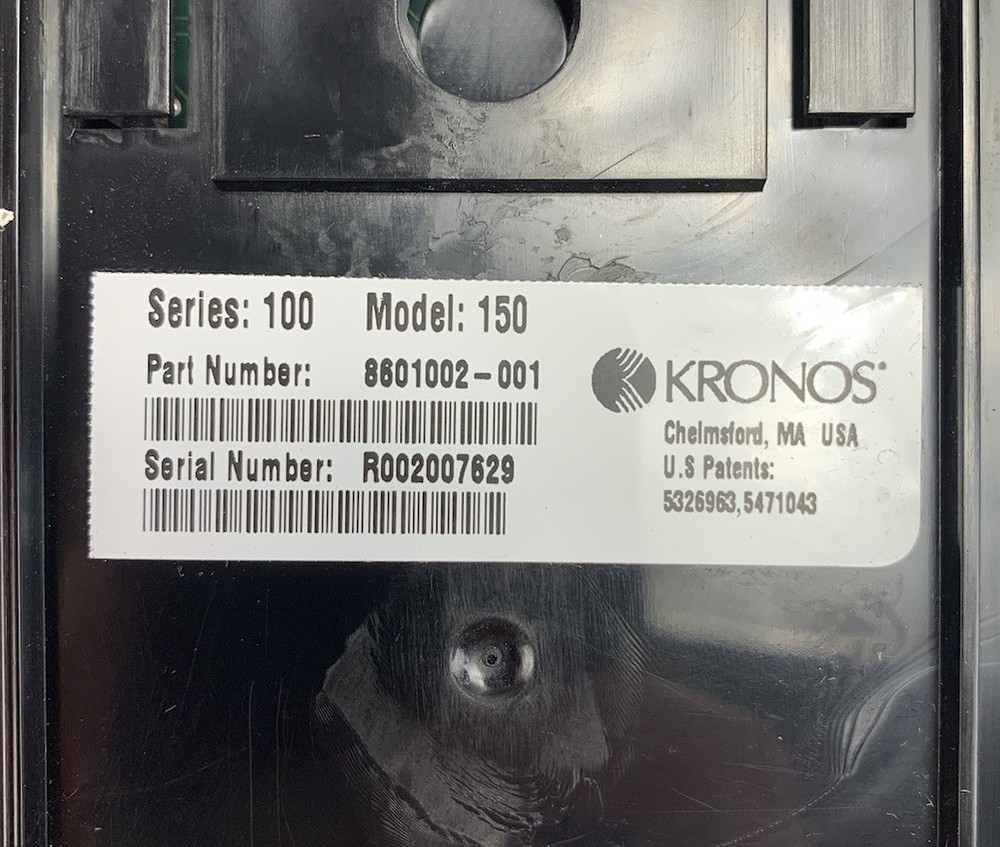 Series: 100 Model: 150
Part Number: 8601002-001
Serial Number: R002007629
KRONOS
Chelmsford, MA USA
U.S Patents:
5326963,5471043